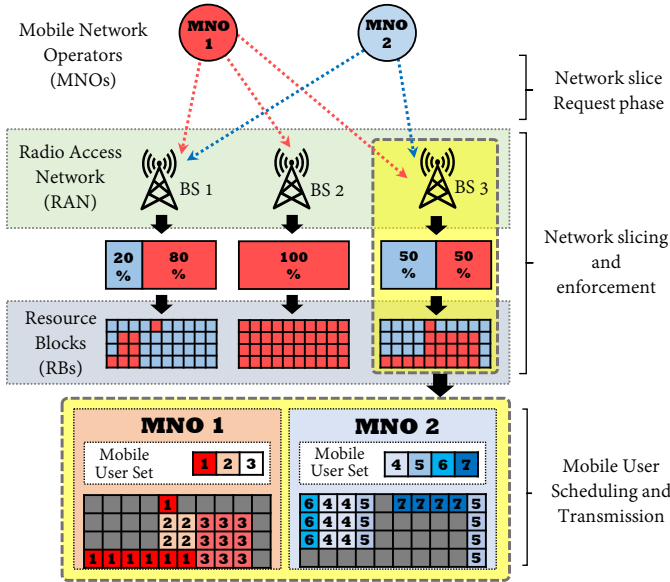 Mobile Network
Operators
(MNOs)
MNO
1
MNO
2
Network slice
Request phase
Radio Access
Network
(RAN)
BS 1
BS 2
BS 3
20
%
80
%
100
%
50
%
50
%
Network slicing
and
enforcement
Resource
Blocks
(RBs)
MNO 1
Mobile
User Set
1 2 3
1
2 2 3 3 3
2 2 3 3 3
1 1 1 1 1 1 3 3 3
MNO 2
Mobile
User Set
4 5 6 7
6 4 4 5 7 7 7 7 5
6 4 4 5 5
6 4 4 5 5
5
Mobile User
Scheduling and
Transmission